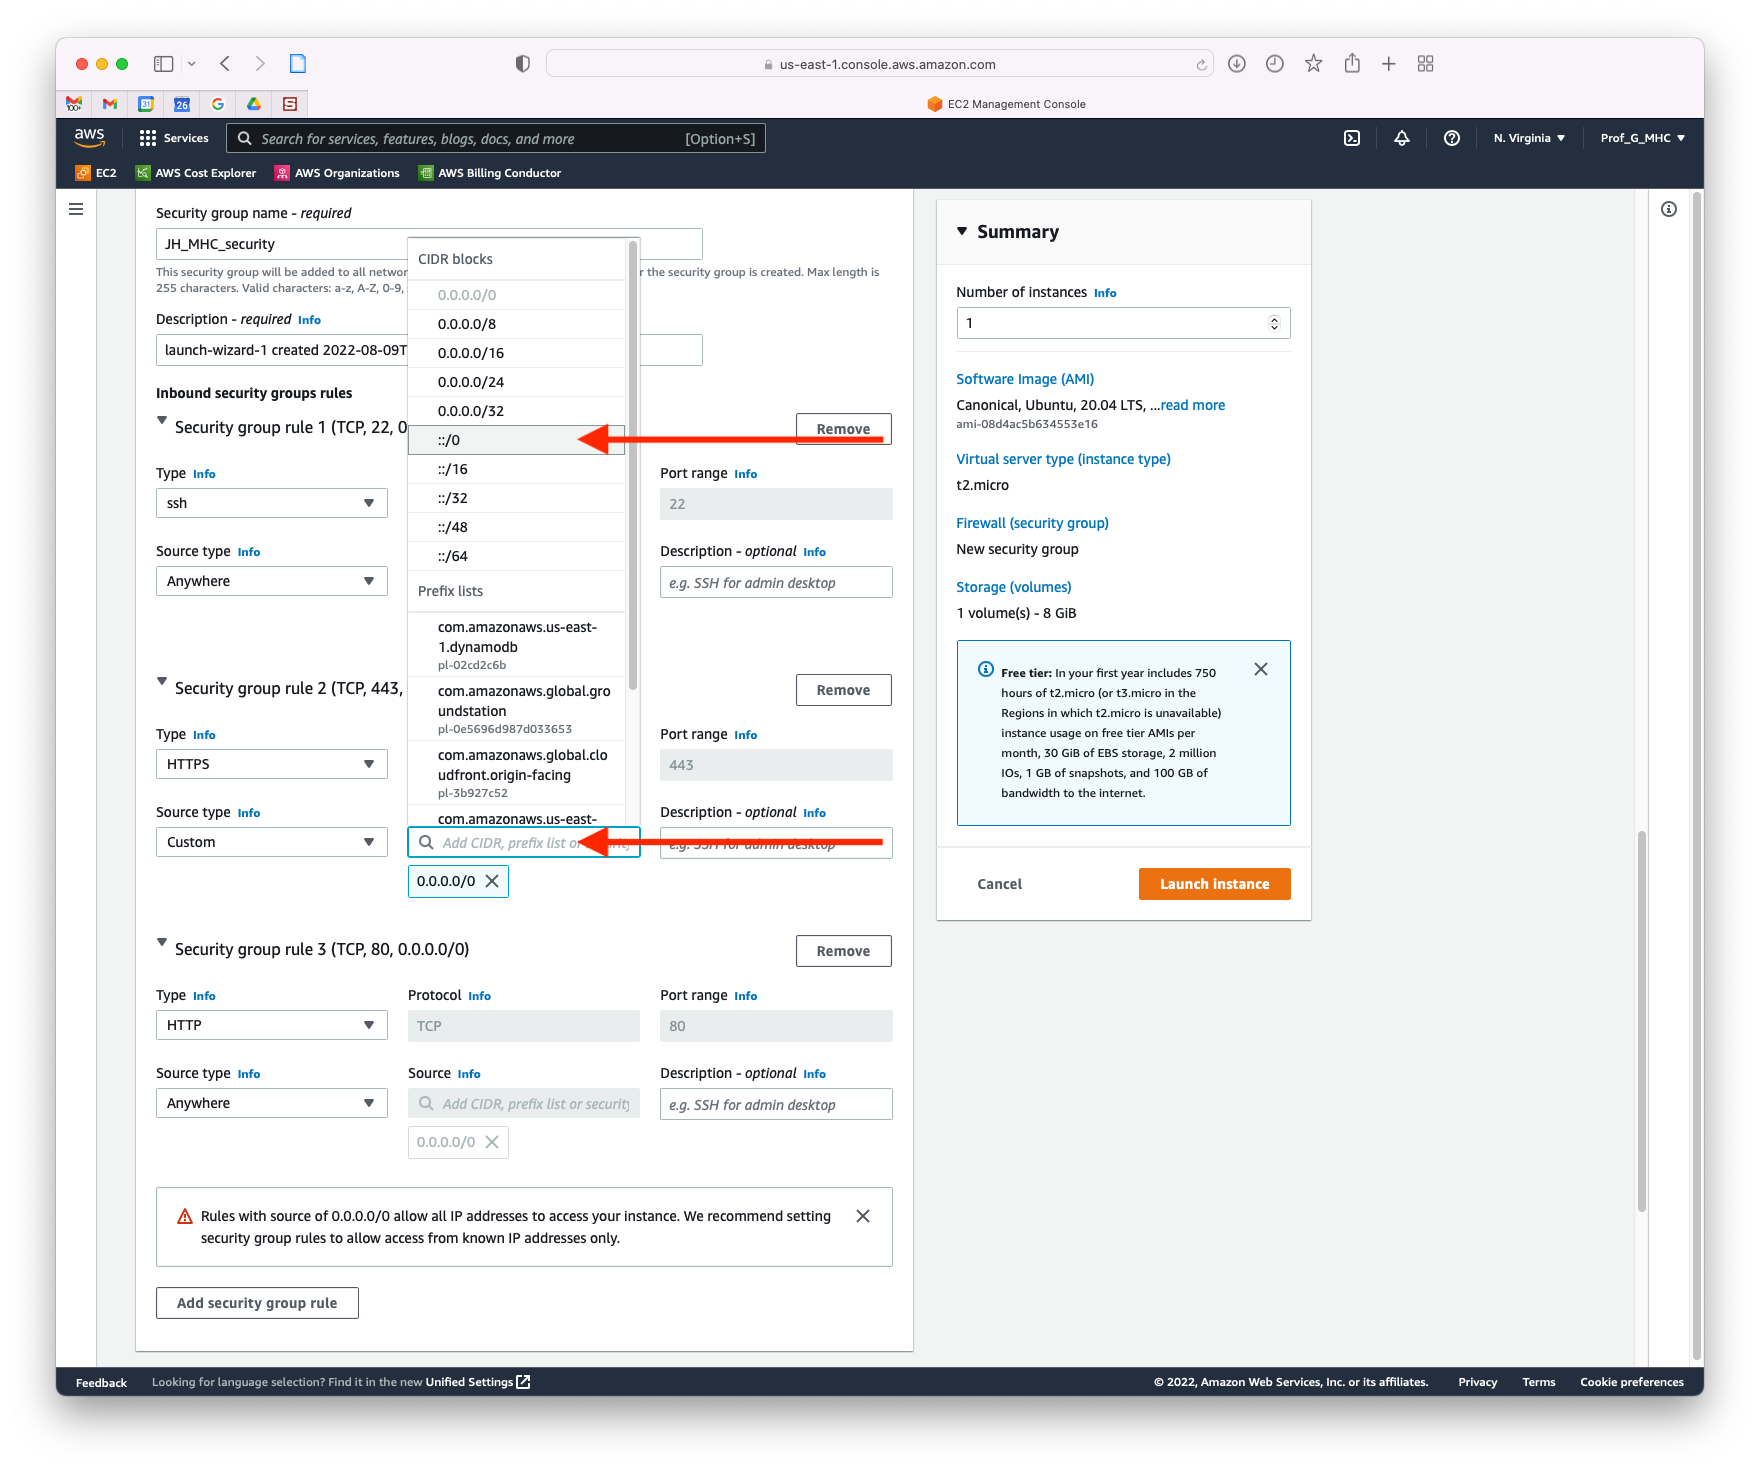 us-east-1.console.aws.amazon.com
EC2 Management Console
aws
Services
Search for services, features, blogs, docs, and more
[Option+S]
N. Virginia
Prof_G_MHC
EC2
AWS Cost Explorer
AWS Organizations
AWS Billing Conductor
Security group name - required
JH_MHC_security
This security group will be added to all networ
r the security group is created. Max length is
255 characters. Valid characters: a-z, A-Z, 0-9,
Description - required Info
launch-wizard-1 created 2022-08-09T
Inbound security groups rules
Security group rule 1 (TCP, 22, 0
Remove
Type Info
ssh
Port range Info
22
Source type Info
Anywhere
Description - optional Info
e.g. SSH for admin desktop
CIDR blocks
0.0.0.0/0
0.0.0.0/8
0.0.0.0/16
0.0.0.0/24
0.0.0.0/32
::/0
::/16
::/32
::/48
::/64
Prefix lists
com.amazonaws.us-east-
1.dynamodb
pl-02cd2c6b
com.amazonaws.global.gro
undstation
pl-0e5696d987d033653
com.amazonaws.global.clo
udfront.origin-facing
pl-3b927c52
com.amazonaws.us-east-
Security group rule 2 (TCP, 443,
Remove
Type Info
HTTPS
Port range Info
443
Source type Info
Custom
Add CIDR, prefix list or
Description - optional Info
e.g. SSH for admin desktop
0.0.0.0/0
Security group rule 3 (TCP, 80, 0.0.0.0/0)
Remove
Type Info
HTTP
Protocol Info
TCP
Port range Info
80
Source type Info
Anywhere
Source Info
Add CIDR, prefix list or security
Description - optional Info
e.g. SSH for admin desktop
0.0.0.0/0
Rules with source of 0.0.0.0/0 allow all IP addresses to access your instance. We recommend setting
security group rules to allow access from known IP addresses only.
Add security group rule
Summary
Number of instances Info
1
Software Image (AMI)
Canonical, Ubuntu, 20.04 LTS, ...read more
ami-08d4ac5b634553e16
Virtual server type (instance type)
t2.micro
Firewall (security group)
New security group
Storage (volumes)
1 volume(s) - 8 GiB
Free tier: In your first year includes 750
hours of t2.micro (or t3.micro in the
Regions in which t2.micro is unavailable)
instance usage on free tier AMIs per
month, 30 GiB of EBS storage, 2 million
IOs, 1 GB of snapshots, and 100 GB of
bandwidth to the internet.
Cancel
Launch instance
Feedback
Looking for language selection? Find it in the new Unified Settings
© 2022, Amazon Web Services, Inc. or its affiliates.
Privacy
Terms
Cookie preferences